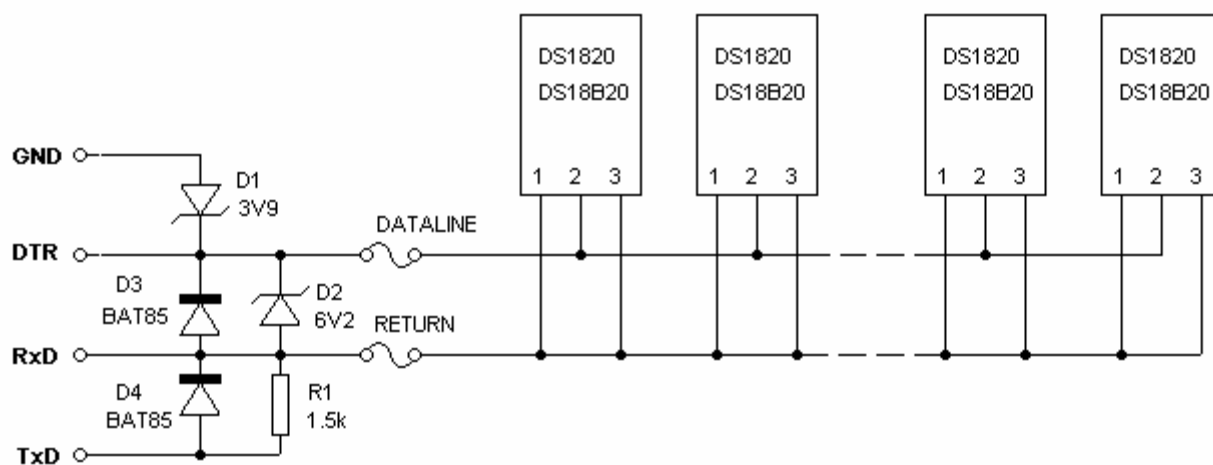 DS1820
DS18B20
1 2 3
DS1820
DS18B20
1 2 3
DS1820
DS18B20
1 2 3
DS1820
DS18B20
1 2 3
GND
D1
3V9
DTR
DATALINE
D3
BAT85
D2
6V2
RETURN
RxD
D4
BAT85
R1
1.5k
TxD